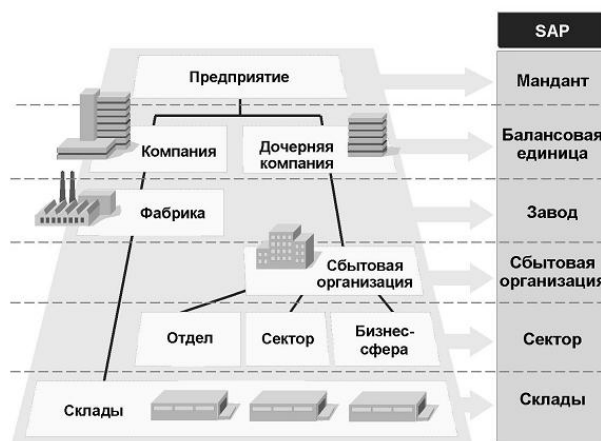 SAP
Предприятие
Мандант
Компания
Дочерняя
компания
Балансовая
единица
Фабрика
Завод
Сбытовая
организация
Сбытовая
организация
Отдел
Сектор
Бизнес-
сфера
Сектор
Склады
Склады